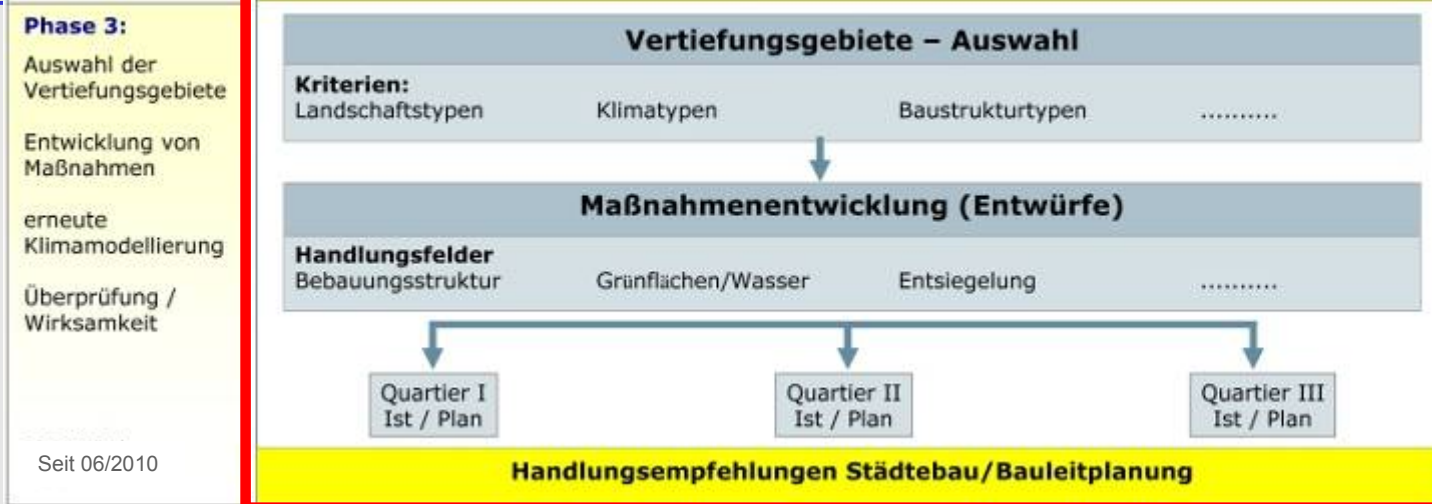 Phase 3:
Auswahl der
Vertiefungsgebiete
Entwicklung von
Maßnahmen
erneute
Klimamodellierung
Überprüfung /
Wirksamkeit
Seit 06/2010
Vertiefungsgebiete – Auswahl
Kriterien:
Landschaftstypen Klimatypen Baustrukturtypen ..........
Maßnahmenentwicklung (Entwürfe)
Handlungsfelder
Bebauungsstruktur Grünflächen/Wasser Entsiegelung ..........
Quartier I
Ist / Plan
Quartier II
Ist / Plan
Quartier III
Ist / Plan
Handlungsempfehlungen Städtebau/Bauleitplanung